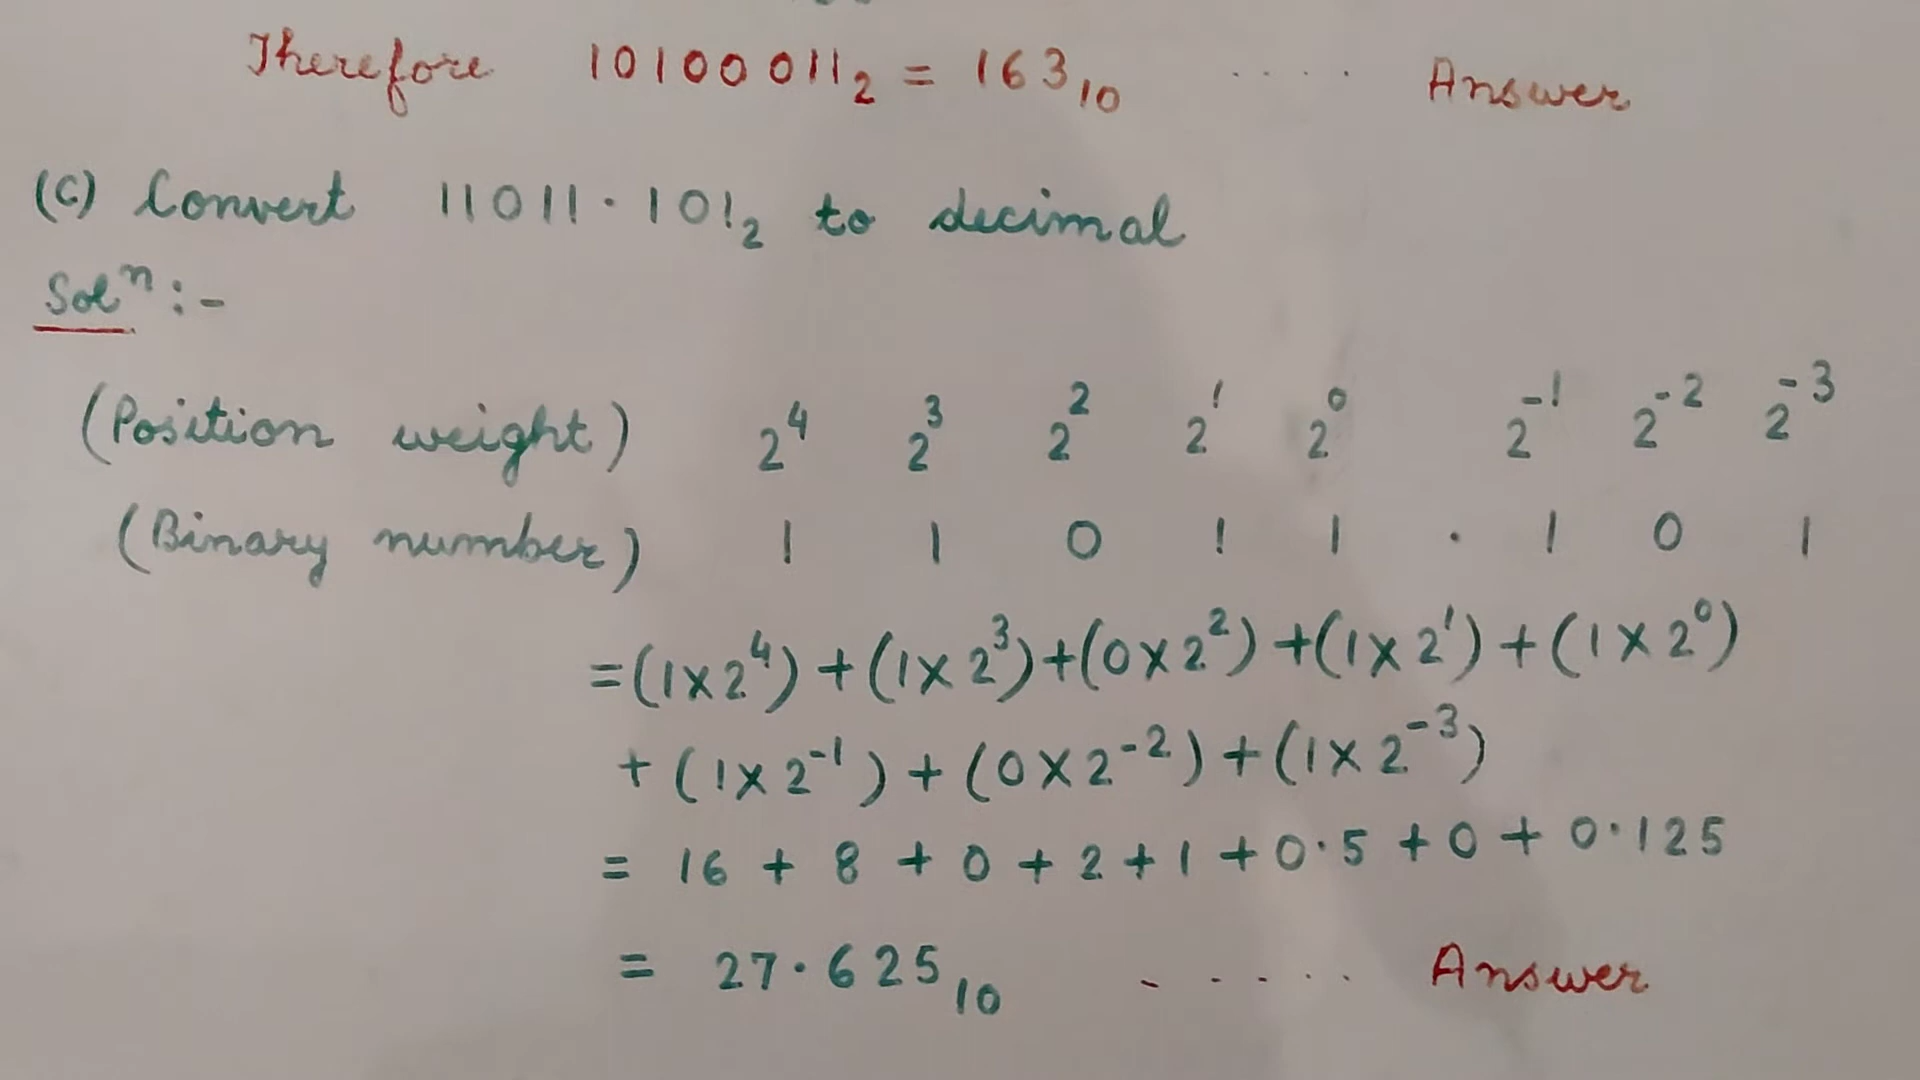 Therefore 10100011₂ = 163₁₀ .... Answer
(C) Convert 11011.101₂ to decimal
Solⁿ:-
(Position weight) 2⁴ 2³ 2² 2¹ 2⁰ 2⁻¹ 2⁻² 2⁻³
(Binary number) 1 1 0 1 1 . 1 0 1
=(1×2⁴)+(1×2³)+(0×2²)+(1×2¹)+(1×2⁰)
+(1×2⁻¹)+(0×2⁻²)+(1×2⁻³)
= 16 + 8 + 0 + 2 + 1 + 0.5 + 0 + 0.125
= 27.625₁₀ ..... Answer